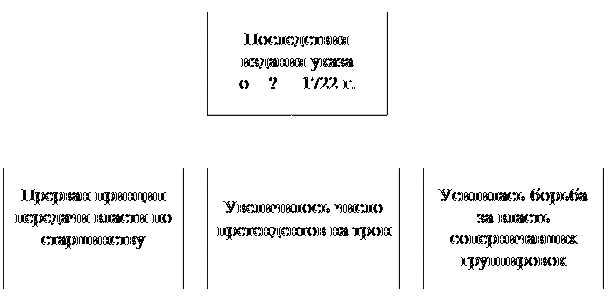 Последствия
издания указа
о ? 1722 г.
Прерван принцип
передачи власти по
старшинству
Увеличилось число
претендентов на трон
Усилилась борьба
за власть
соперничавших
группировок